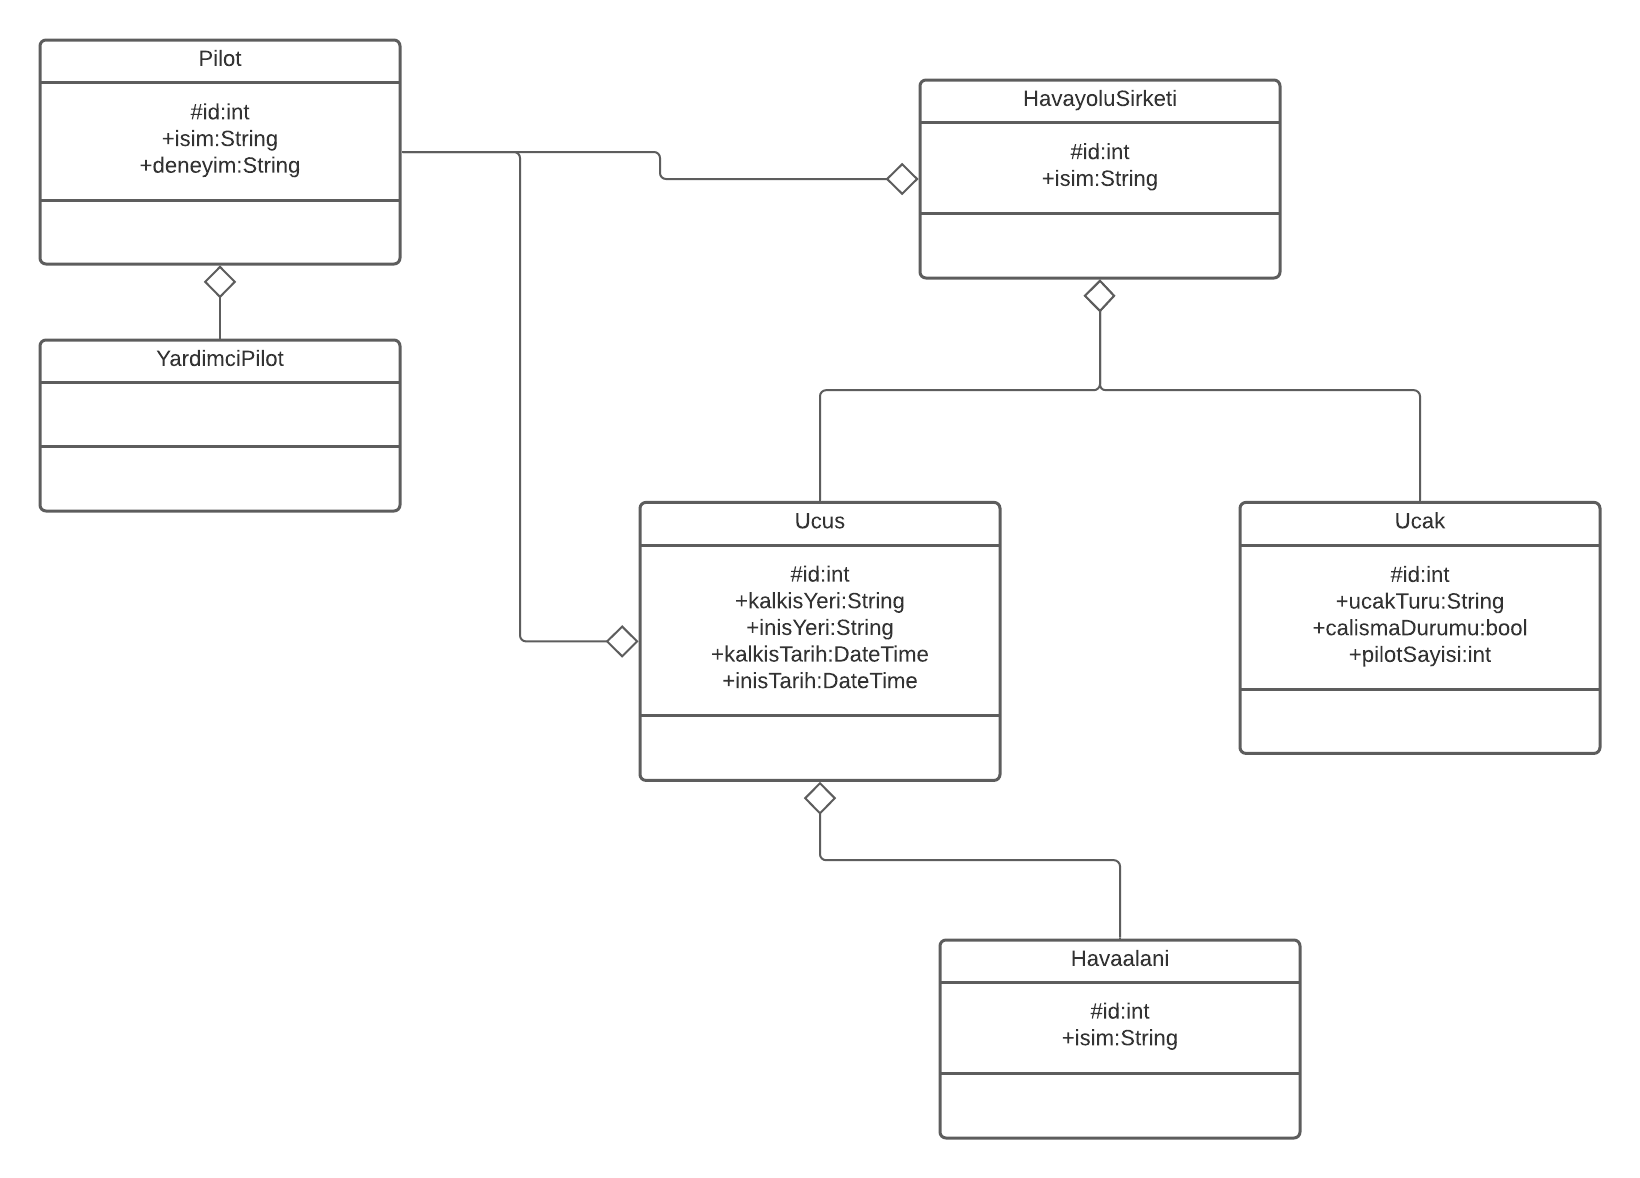 Pilot
#id:int
+isim:String
+deneyim:String
HavayoluSirketi
#id:int
+isim:String
YardimciPilot
Ucus
#id:int
+kalkisYeri:String
+inisYeri:String
+kalkisTarih:DateTime
+inisTarih:DateTime
Ucak
#id:int
+ucakTuru:String
+calismaDurumu:bool
+pilotSayisi:int
Havaalani
#id:int
+isim:String